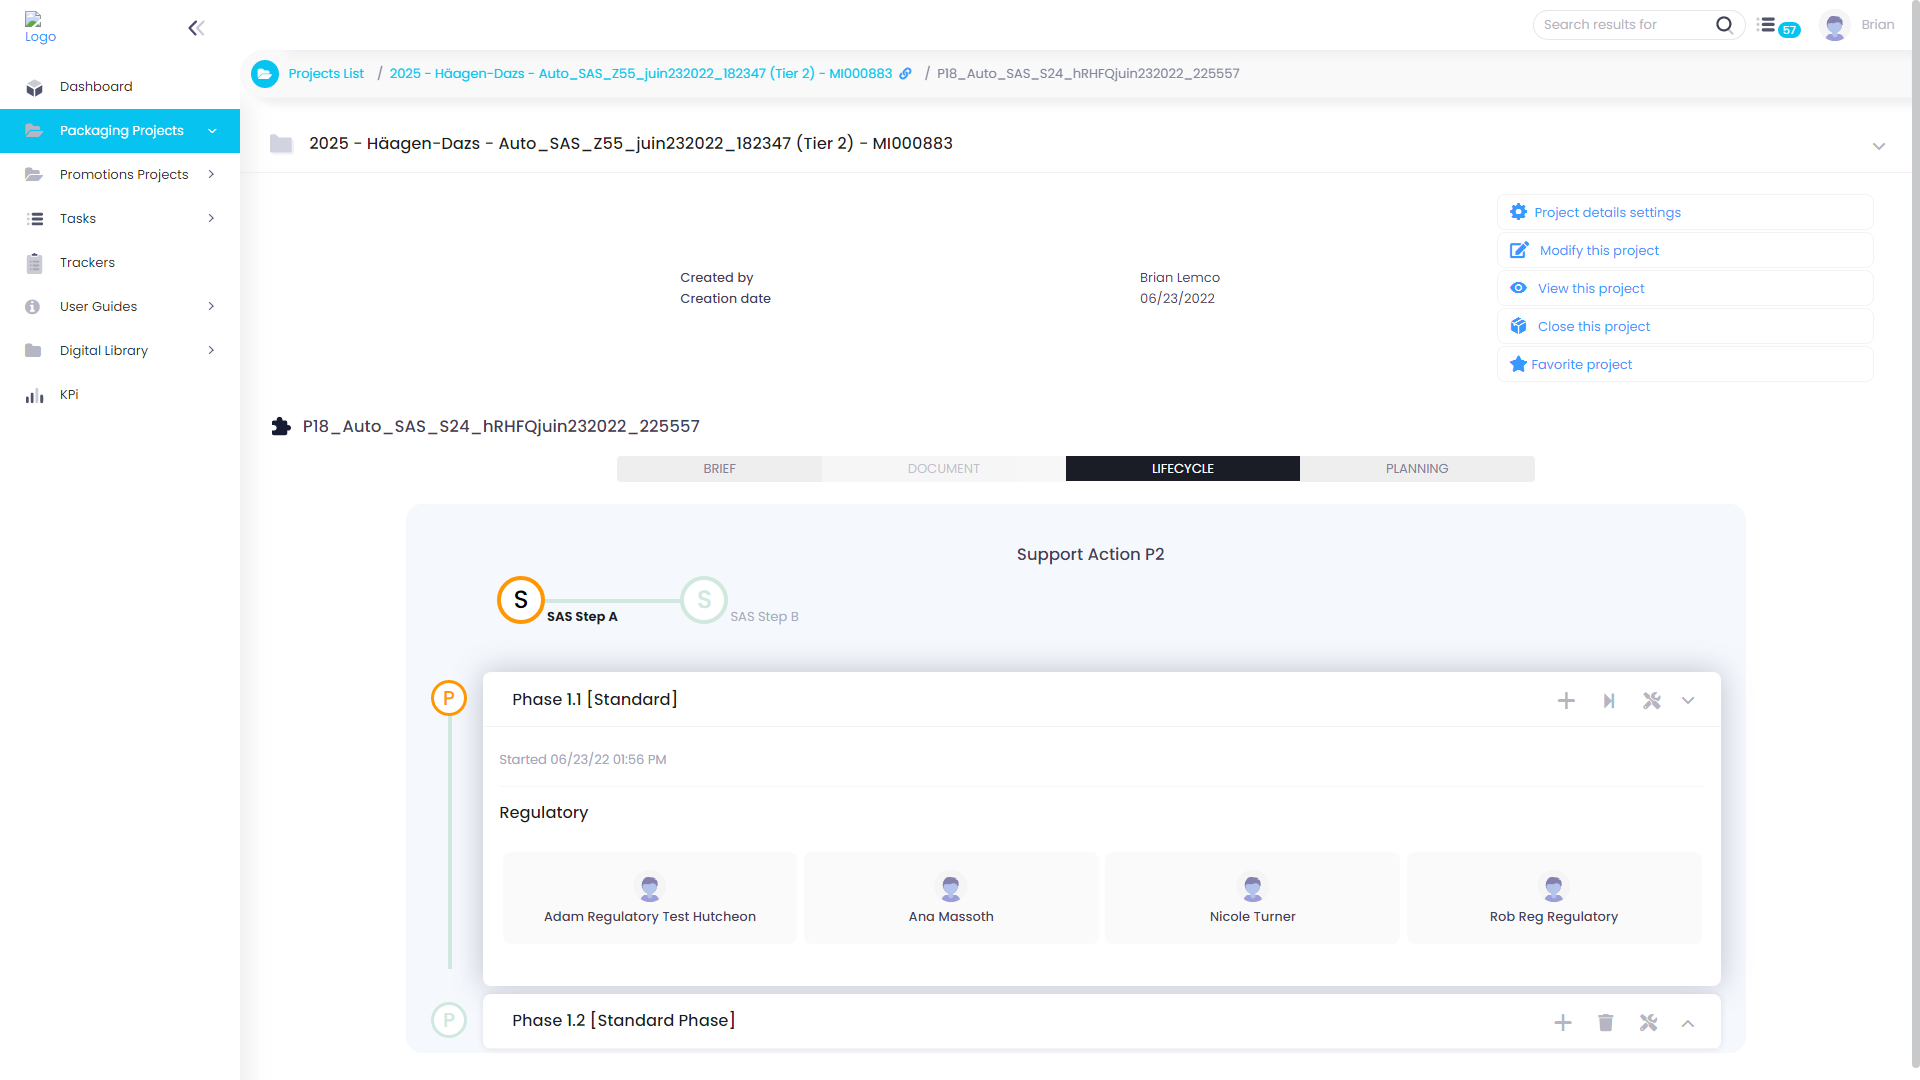 Logo
Search results for
57
Brian
Dashboard
Packaging Projects
Promotions Projects
Tasks
Trackers
User Guides
Digital Library
KPi
Projects List / 2025 - Häagen-Dazs - Auto_SAS_Z55_juin232022_182347 (Tier 2) - MI000883 / P18_Auto_SAS_S24_hRHFQjuin232022_225557
2025 - Häagen-Dazs - Auto_SAS_Z55_juin232022_182347 (Tier 2) - MI000883
Created by Brian Lemco
Creation date 06/23/2022
Project details settings
Modify this project
View this project
Close this project
Favorite project
P18_Auto_SAS_S24_hRHFQjuin232022_225557
BRIEF DOCUMENT LIFECYCLE PLANNING
Support Action P2
S S
SAS Step A SAS Step B
P
Phase 1.1 [Standard]
Started 06/23/22 01:56 PM
Regulatory
Adam Regulatory Test Hutcheon Ana Massoth Nicole Turner Rob Reg Regulatory
P
Phase 1.2 [Standard Phase]